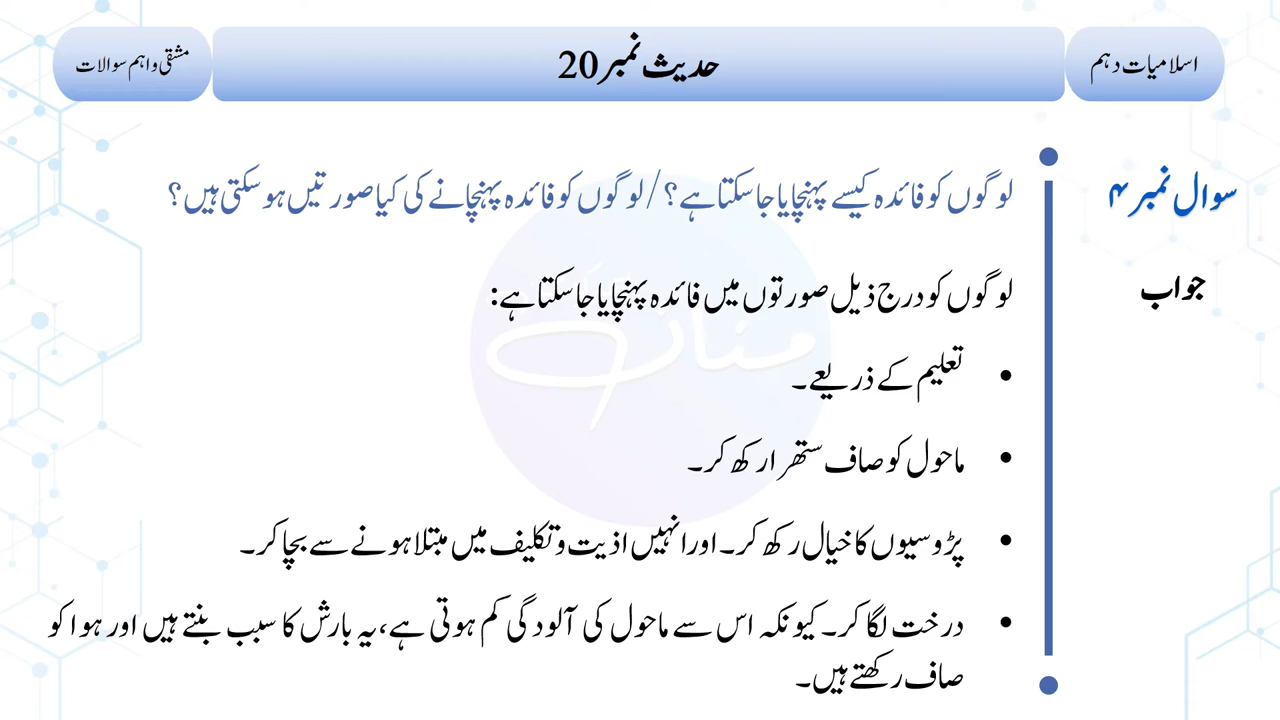 اسلامیات دہم
حدیث نمبر 20
مشقی و اہم سوالات
سوال نمبر ۴
لوگوں کو فائدہ کیسے پہنچایا جا سکتا ہے؟ / لوگوں کو فائدہ پہنچانے کی کیا صورتیں ہو سکتی ہیں؟
جواب
لوگوں کو درج ذیل صورتوں میں فائدہ پہنچایا جا سکتا ہے:
• تعلیم کے ذریعے۔
• ماحول کو صاف ستھرا رکھ کر۔
• پڑوسیوں کا خیال رکھ کر۔ اور انہیں اذیت و تکلیف میں مبتلا ہونے سے بچا کر۔
• درخت لگا کر۔ کیونکہ اس سے ماحول کی آلودگی کم ہوتی ہے، یہ بارش کا سبب بنتے ہیں اور ہوا کو
صاف رکھتے ہیں۔